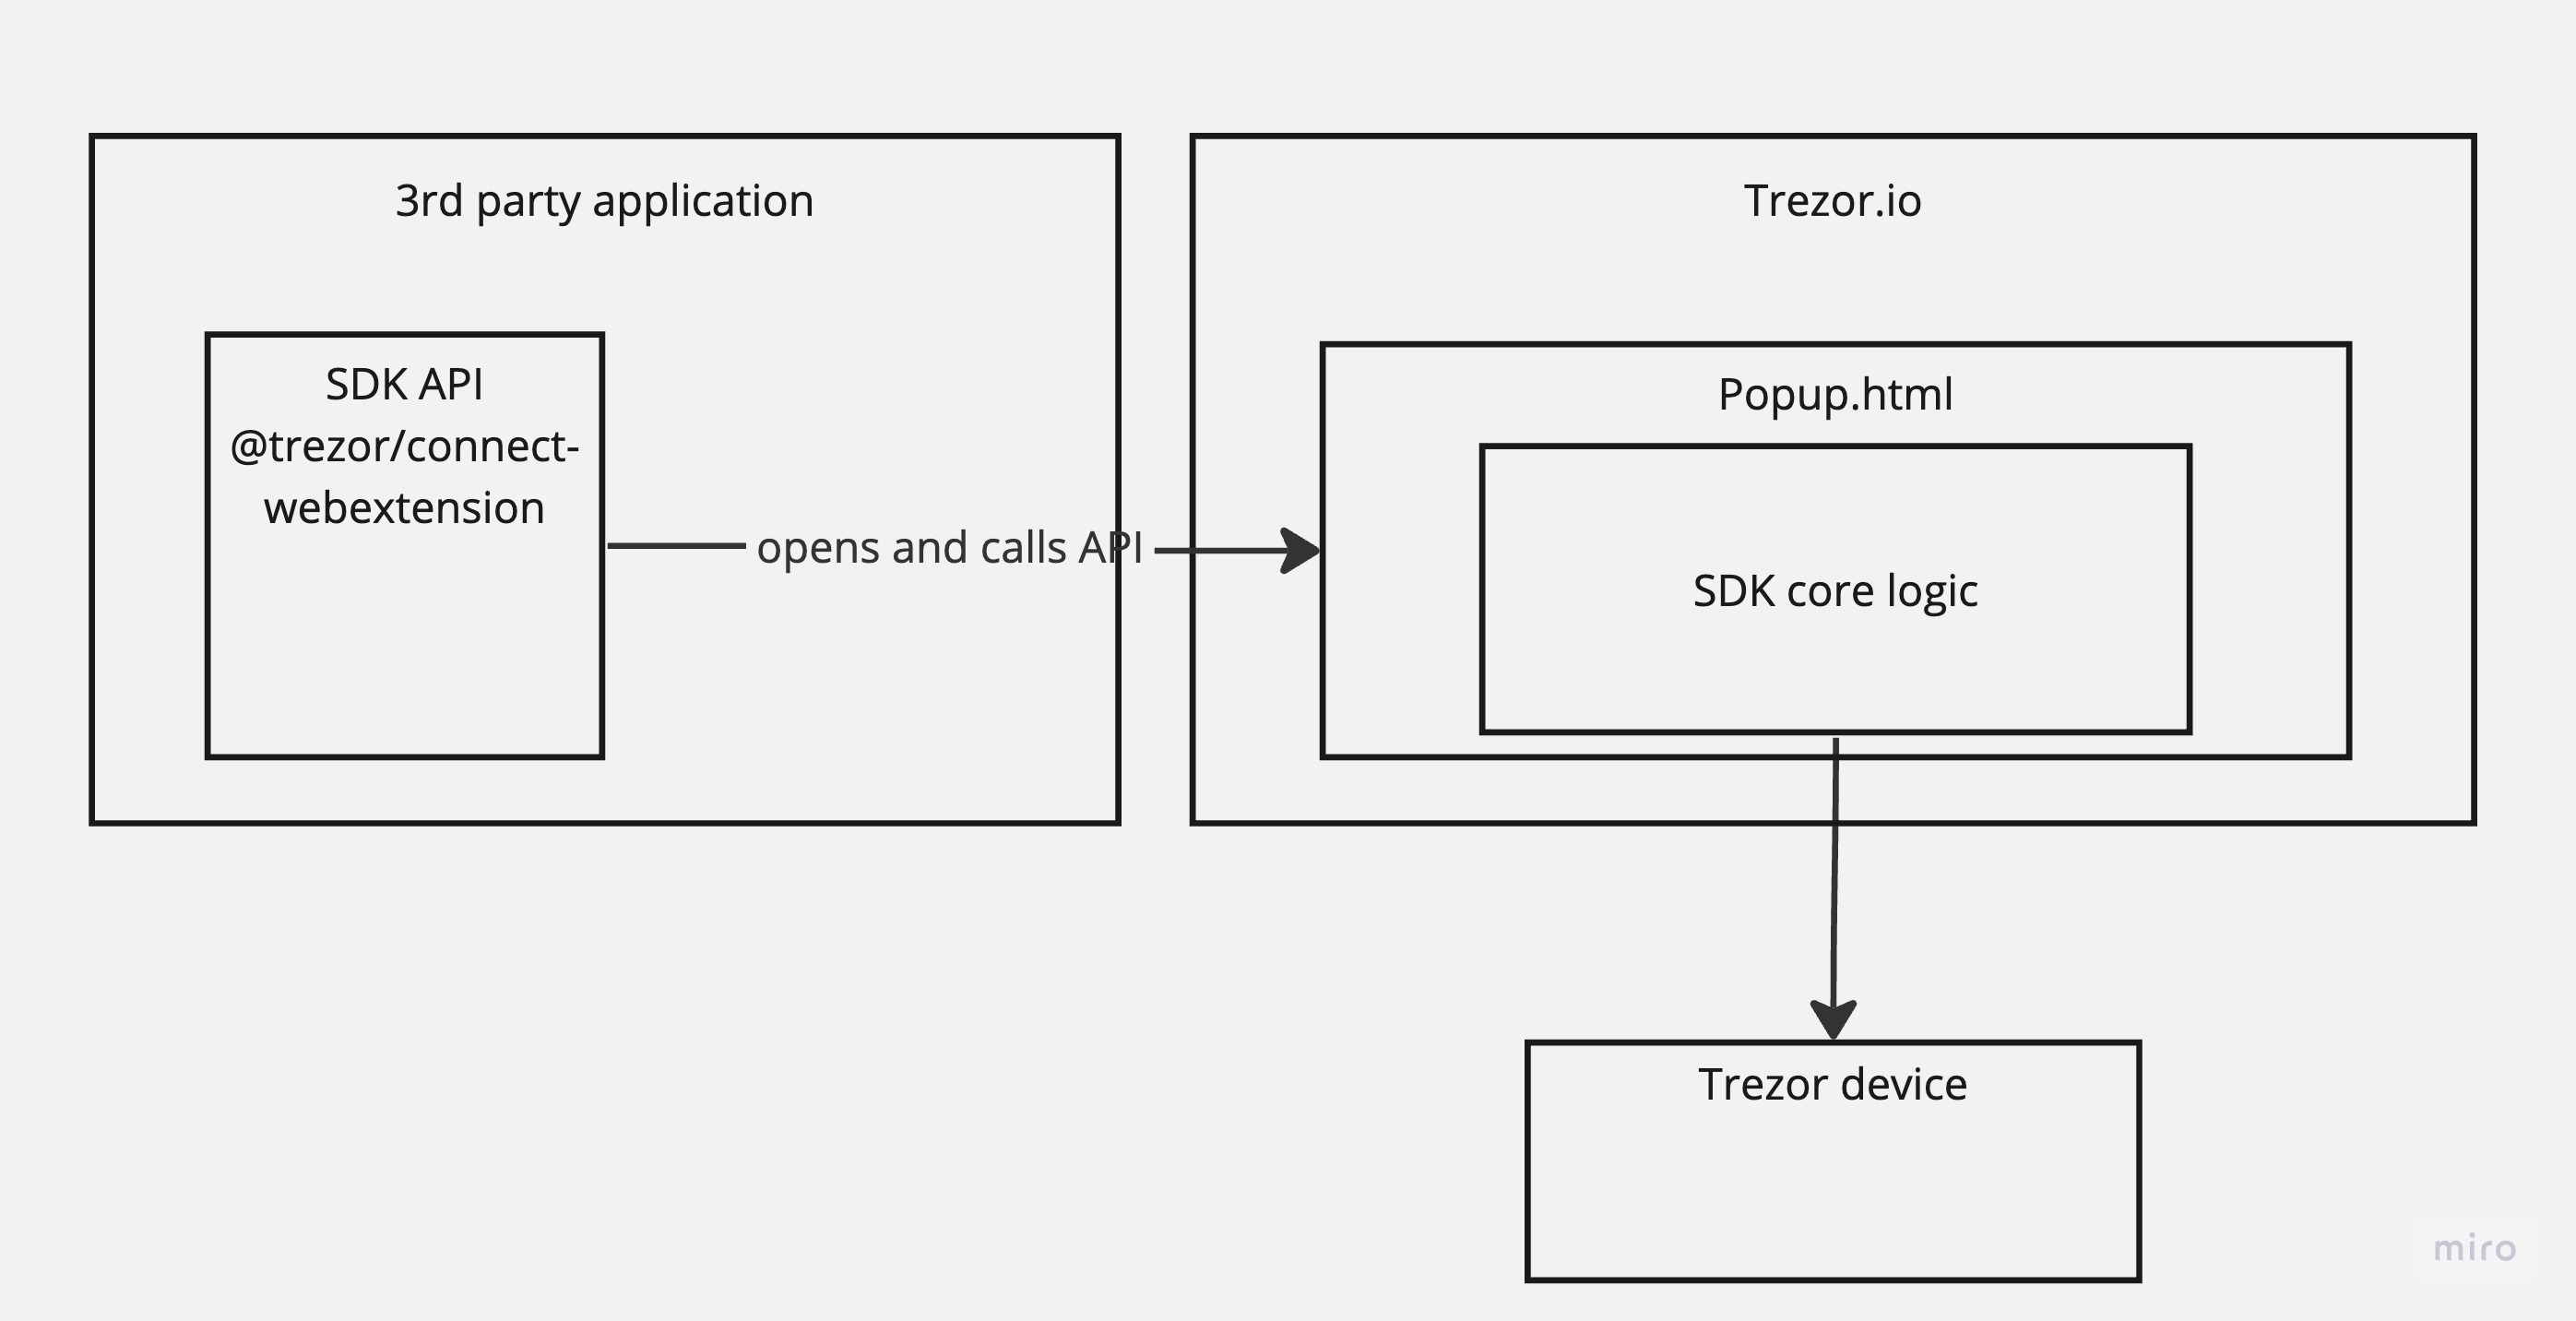 3rd party application
Trezor.io
SDK API
@trezor/connect-
webextension
opens and calls API
Popup.html
SDK core logic
Trezor device
miro